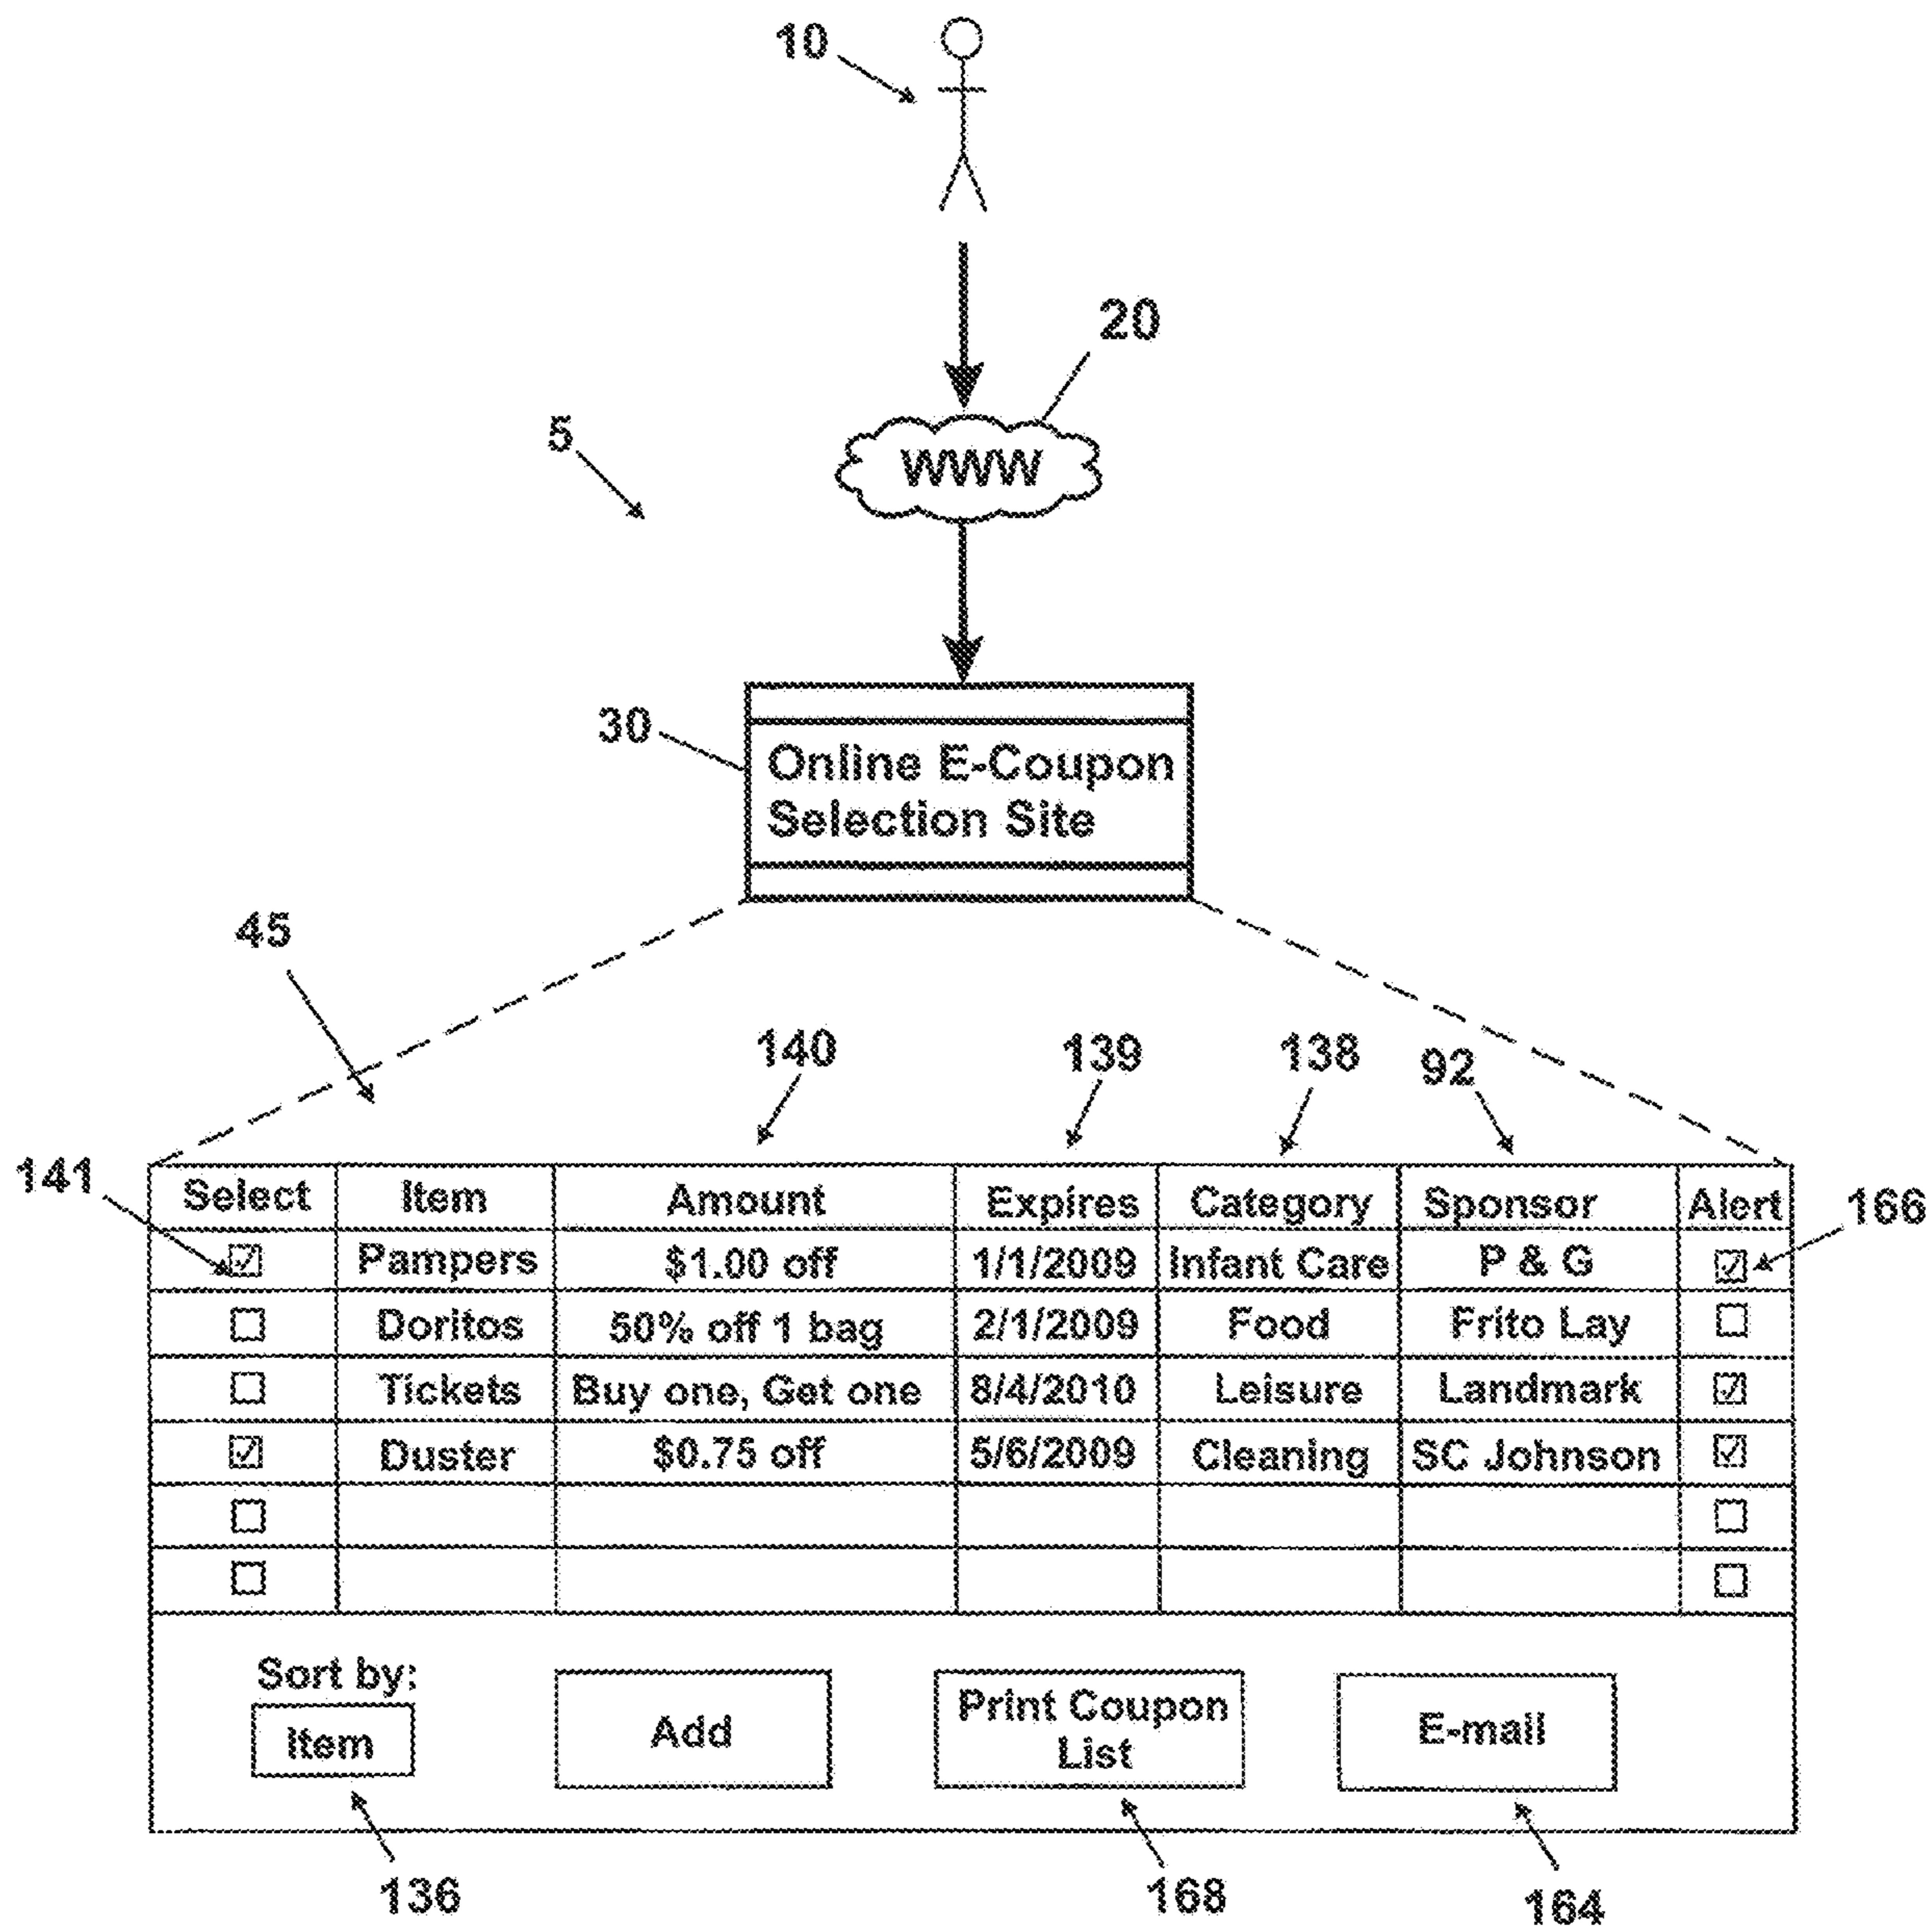 10
20
WWW
5
30
Online E-Coupon
Selection Site
45
140 139 138 92
141
166
Select Item Amount Expires Category Sponsor Alert
☑ Pampers $1.00 off 1/1/2009 Infant Care P & G ☑
☐ Doritos 50% off 1 bag 2/1/2009 Food Frito Lay ☐
☐ Tickets Buy one, Get one 8/4/2010 Leisure Landmark ☑
☑ Duster $0.75 off 5/6/2009 Cleaning SC Johnson ☑
Sort by:
Item
Add
Print Coupon
List
E-mail
136 168 164